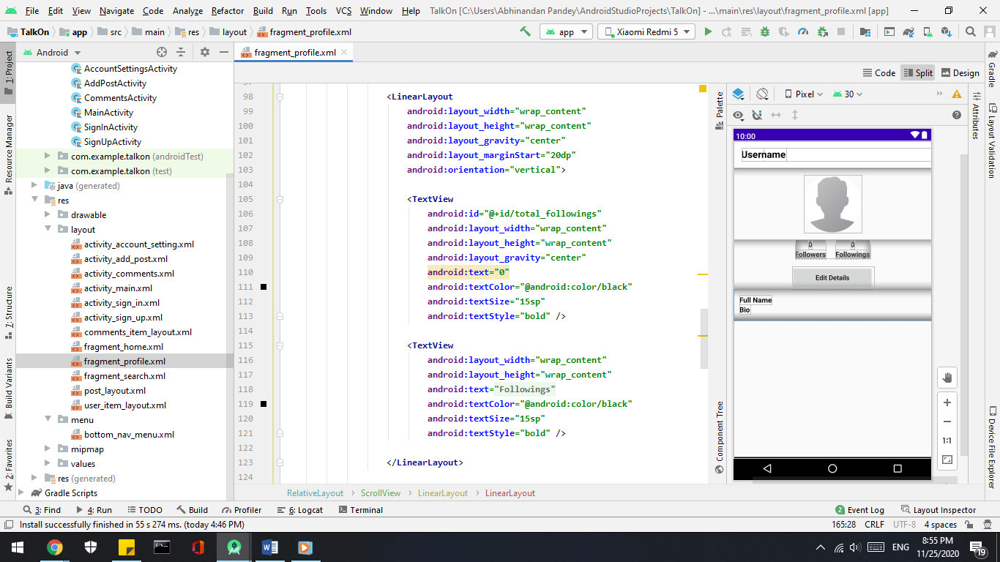 File Edit View Navigate Code Analyze Refactor Build Run Tools VCS Window Help TalkOn [C:\Users\Abhinandan Pandey\AndroidStudioProjects\TalkOn] - ...\main\res\layout\fragment_profile.xml [app]
TalkOn app src main res layout fragment_profile.xml app Xiaomi Redmi 5
1: Project
Resource Manager
7: Structure
Build Variants
2: Favorites
Android
AccountSettingsActivity
AddPostActivity
CommentsActivity
MainActivity
SignInActivity
SignUpActivity
com.example.talkon (androidTest)
com.example.talkon (test)
java (generated)
res
drawable
layout
activity_account_setting.xml
activity_add_post.xml
activity_comments.xml
activity_main.xml
activity_sign_in.xml
activity_sign_up.xml
comments_item_layout.xml
fragment_home.xml
fragment_profile.xml
fragment_search.xml
post_layout.xml
user_item_layout.xml
menu
bottom_nav_menu.xml
mipmap
values
res (generated)
Gradle Scripts
fragment_profile.xml
Code Split Design
98 <LinearLayout
99 android:layout_width="wrap_content"
100 android:layout_height="wrap_content"
101 android:layout_gravity="center"
102 android:layout_marginStart="20dp"
103 android:orientation="vertical">
104
105 <TextView
106 android:id="@+id/total_followings"
107 android:layout_width="wrap_content"
108 android:layout_height="wrap_content"
109 android:layout_gravity="center"
110 android:text="0"
111 android:textColor="@android:color/black"
112 android:textSize="15sp"
113 android:textStyle="bold" />
114
115 <TextView
116 android:layout_width="wrap_content"
117 android:layout_height="wrap_content"
118 android:text="Followings"
119 android:textColor="@android:color/black"
120 android:textSize="15sp"
121 android:textStyle="bold" />
122
123 </LinearLayout>
124
RelativeLayout > ScrollView > LinearLayout > LinearLayout
Palette
Component Tree
Pixel 30
10:00
Username
0 0
Followers Followings
Edit Details
Full Name
Bio
1:1
Attributes
Gradle
Layout Validation
Device File Explorer
3: Find 4: Run TODO Build Profiler 6: Logcat Terminal 2 Event Log Layout Inspector
Install successfully finished in 55 s 274 ms. (today 4:46 PM) 165:28 CRLF UTF-8 4 spaces
ENG 8:55 PM
11/25/2020 19